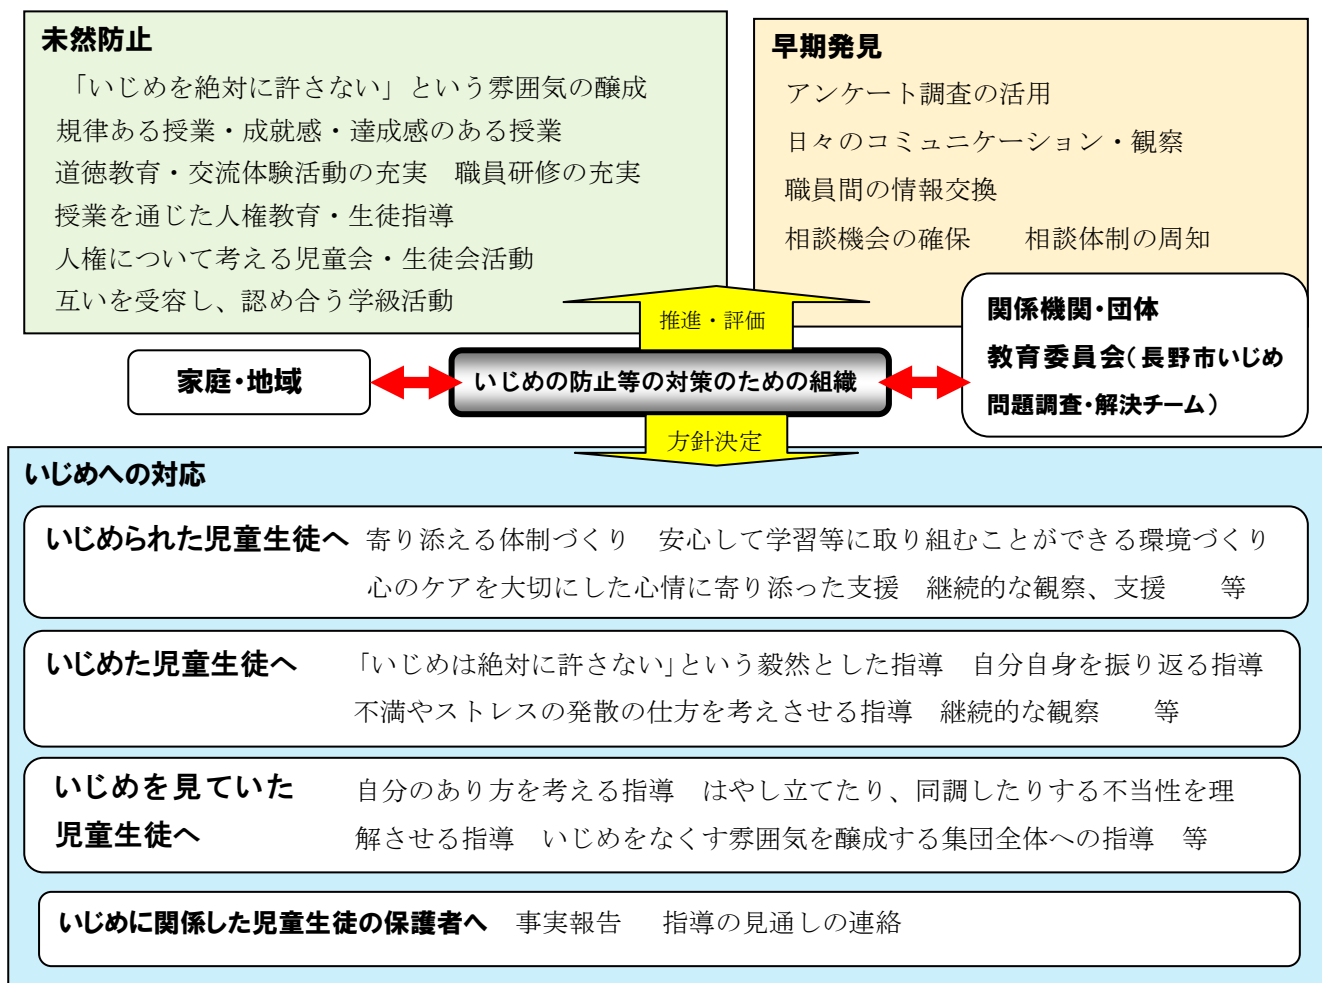 未然防止
「いじめを絶対に許さない」という雰囲気の醸成
規律ある授業・成就感・達成感のある授業
道徳教育・交流体験活動の充実　職員研修の充実
授業を通じた人権教育・生徒指導
人権について考える児童会・生徒会活動
互いを受容し、認め合う学級活動
早期発見
アンケート調査の活用
日々のコミュニケーション・観察
職員間の情報交換
相談機会の確保　　相談体制の周知
推進・評価
家庭・地域
いじめの防止等の対策のための組織
関係機関・団体
教育委員会（長野市いじめ
問題調査・解決チーム）
方針決定
いじめへの対応
いじめられた児童生徒へ　寄り添える体制づくり　安心して学習等に取り組むことができる環境づくり
心のケアを大切にした心情に寄り添った支援　継続的な観察、支援　　等
いじめた児童生徒へ　「いじめは絶対に許さない」という毅然とした指導　自分自身を振り返る指導
不満やストレスの発散の仕方を考えさせる指導　継続的な観察　　等
いじめを見ていた　自分のあり方を考える指導　はやし立てたり、同調したりする不当性を理
児童生徒へ　解させる指導　いじめをなくす雰囲気を醸成する集団全体への指導　等
いじめに関係した児童生徒の保護者へ　事実報告　指導の見通しの連絡